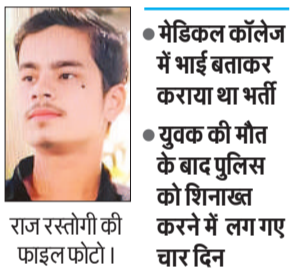 • मेडिकल कॉलेज
में भाई बताकर
कराया था भर्ती
• युवक की मौत
के बाद पुलिस
को शिनाख्त
करने में लग गए
चार दिन
राज रस्तोगी की
फाइल फोटो।